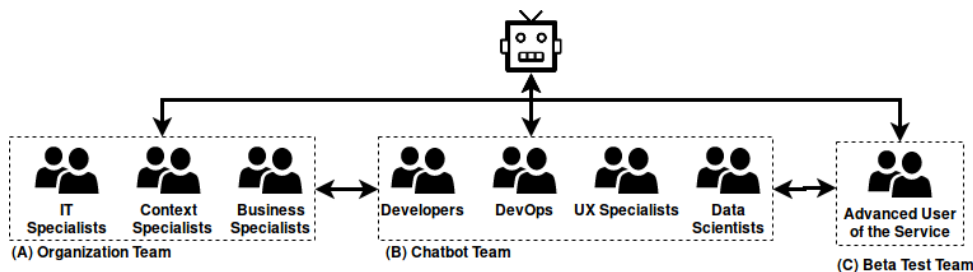 IT
Specialists
Context
Specialists
Business
Specialists
(A) Organization Team
Developers
DevOps
UX Specialists
Data
Scientists
(B) Chatbot Team
Advanced User
of the Service
(C) Beta Test Team